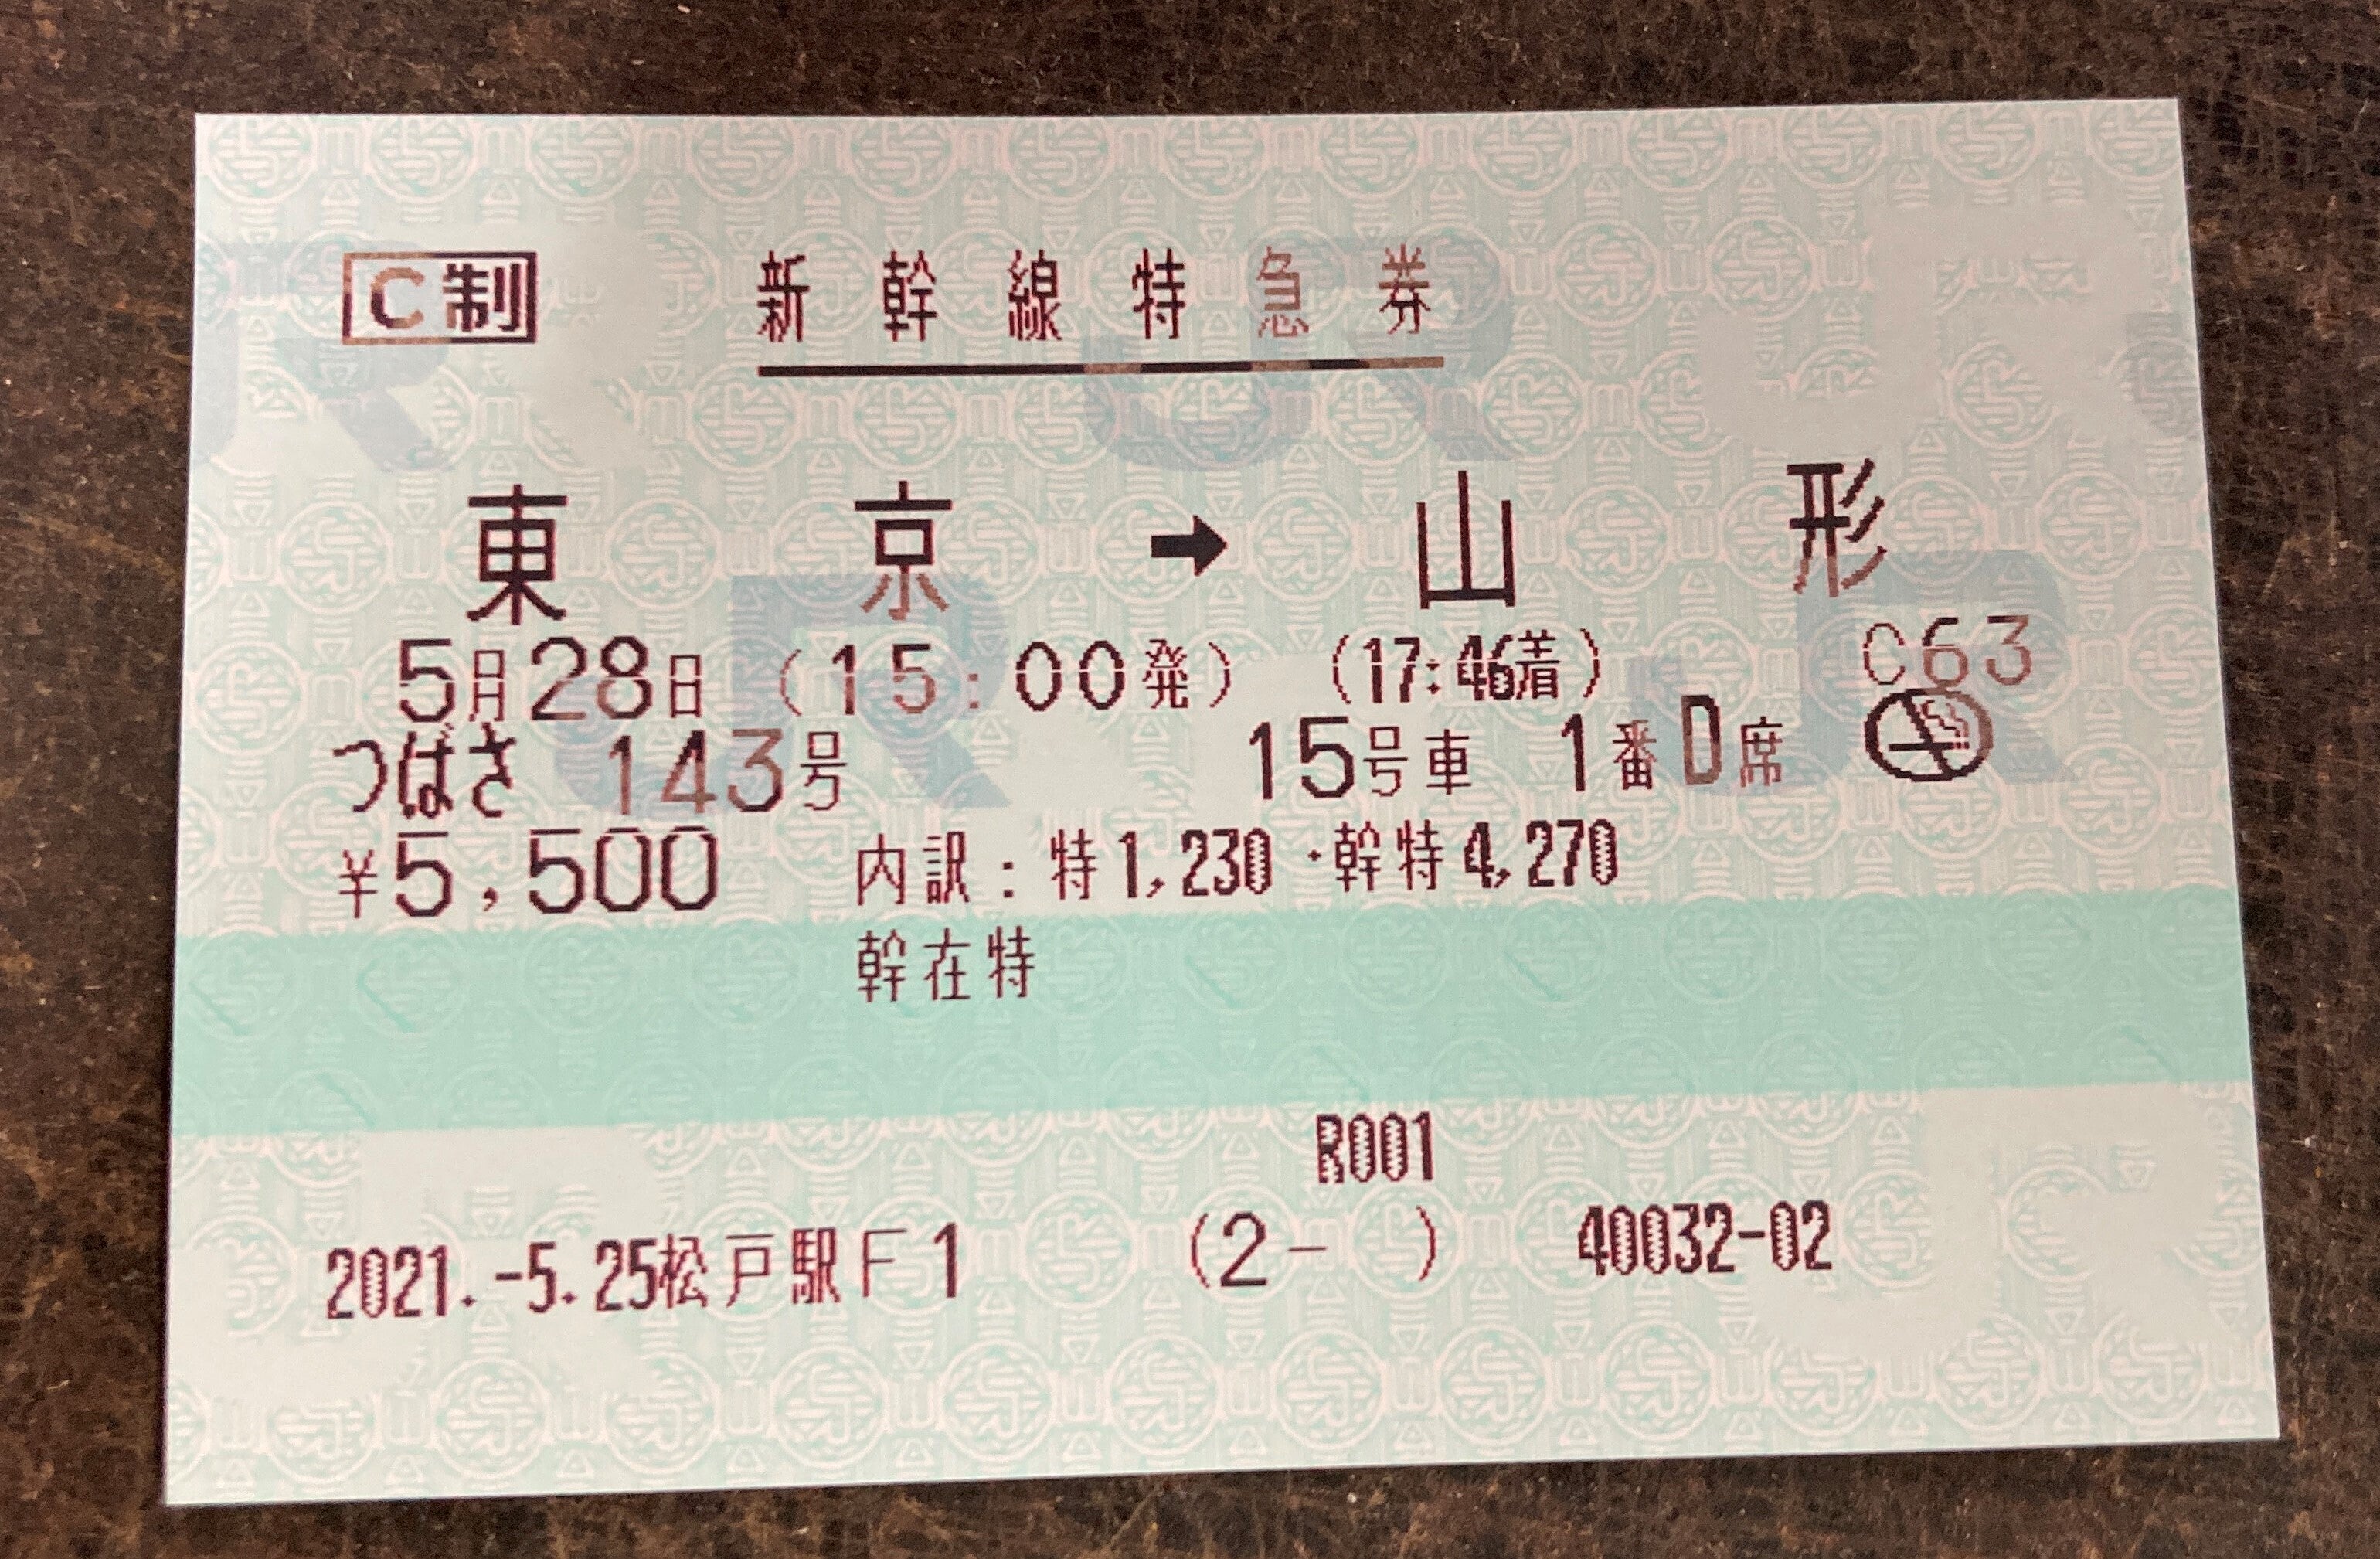 C制 新幹線特急券
東京➡山形
5月28日 (15:00発) (17:46着) C63
つばさ 143号 15号車 1番D席
¥5,500 内訳:特1,230・幹特4,270
幹在特
R001
2021.-5.25松戸駅F1 (2- ) 40032-02